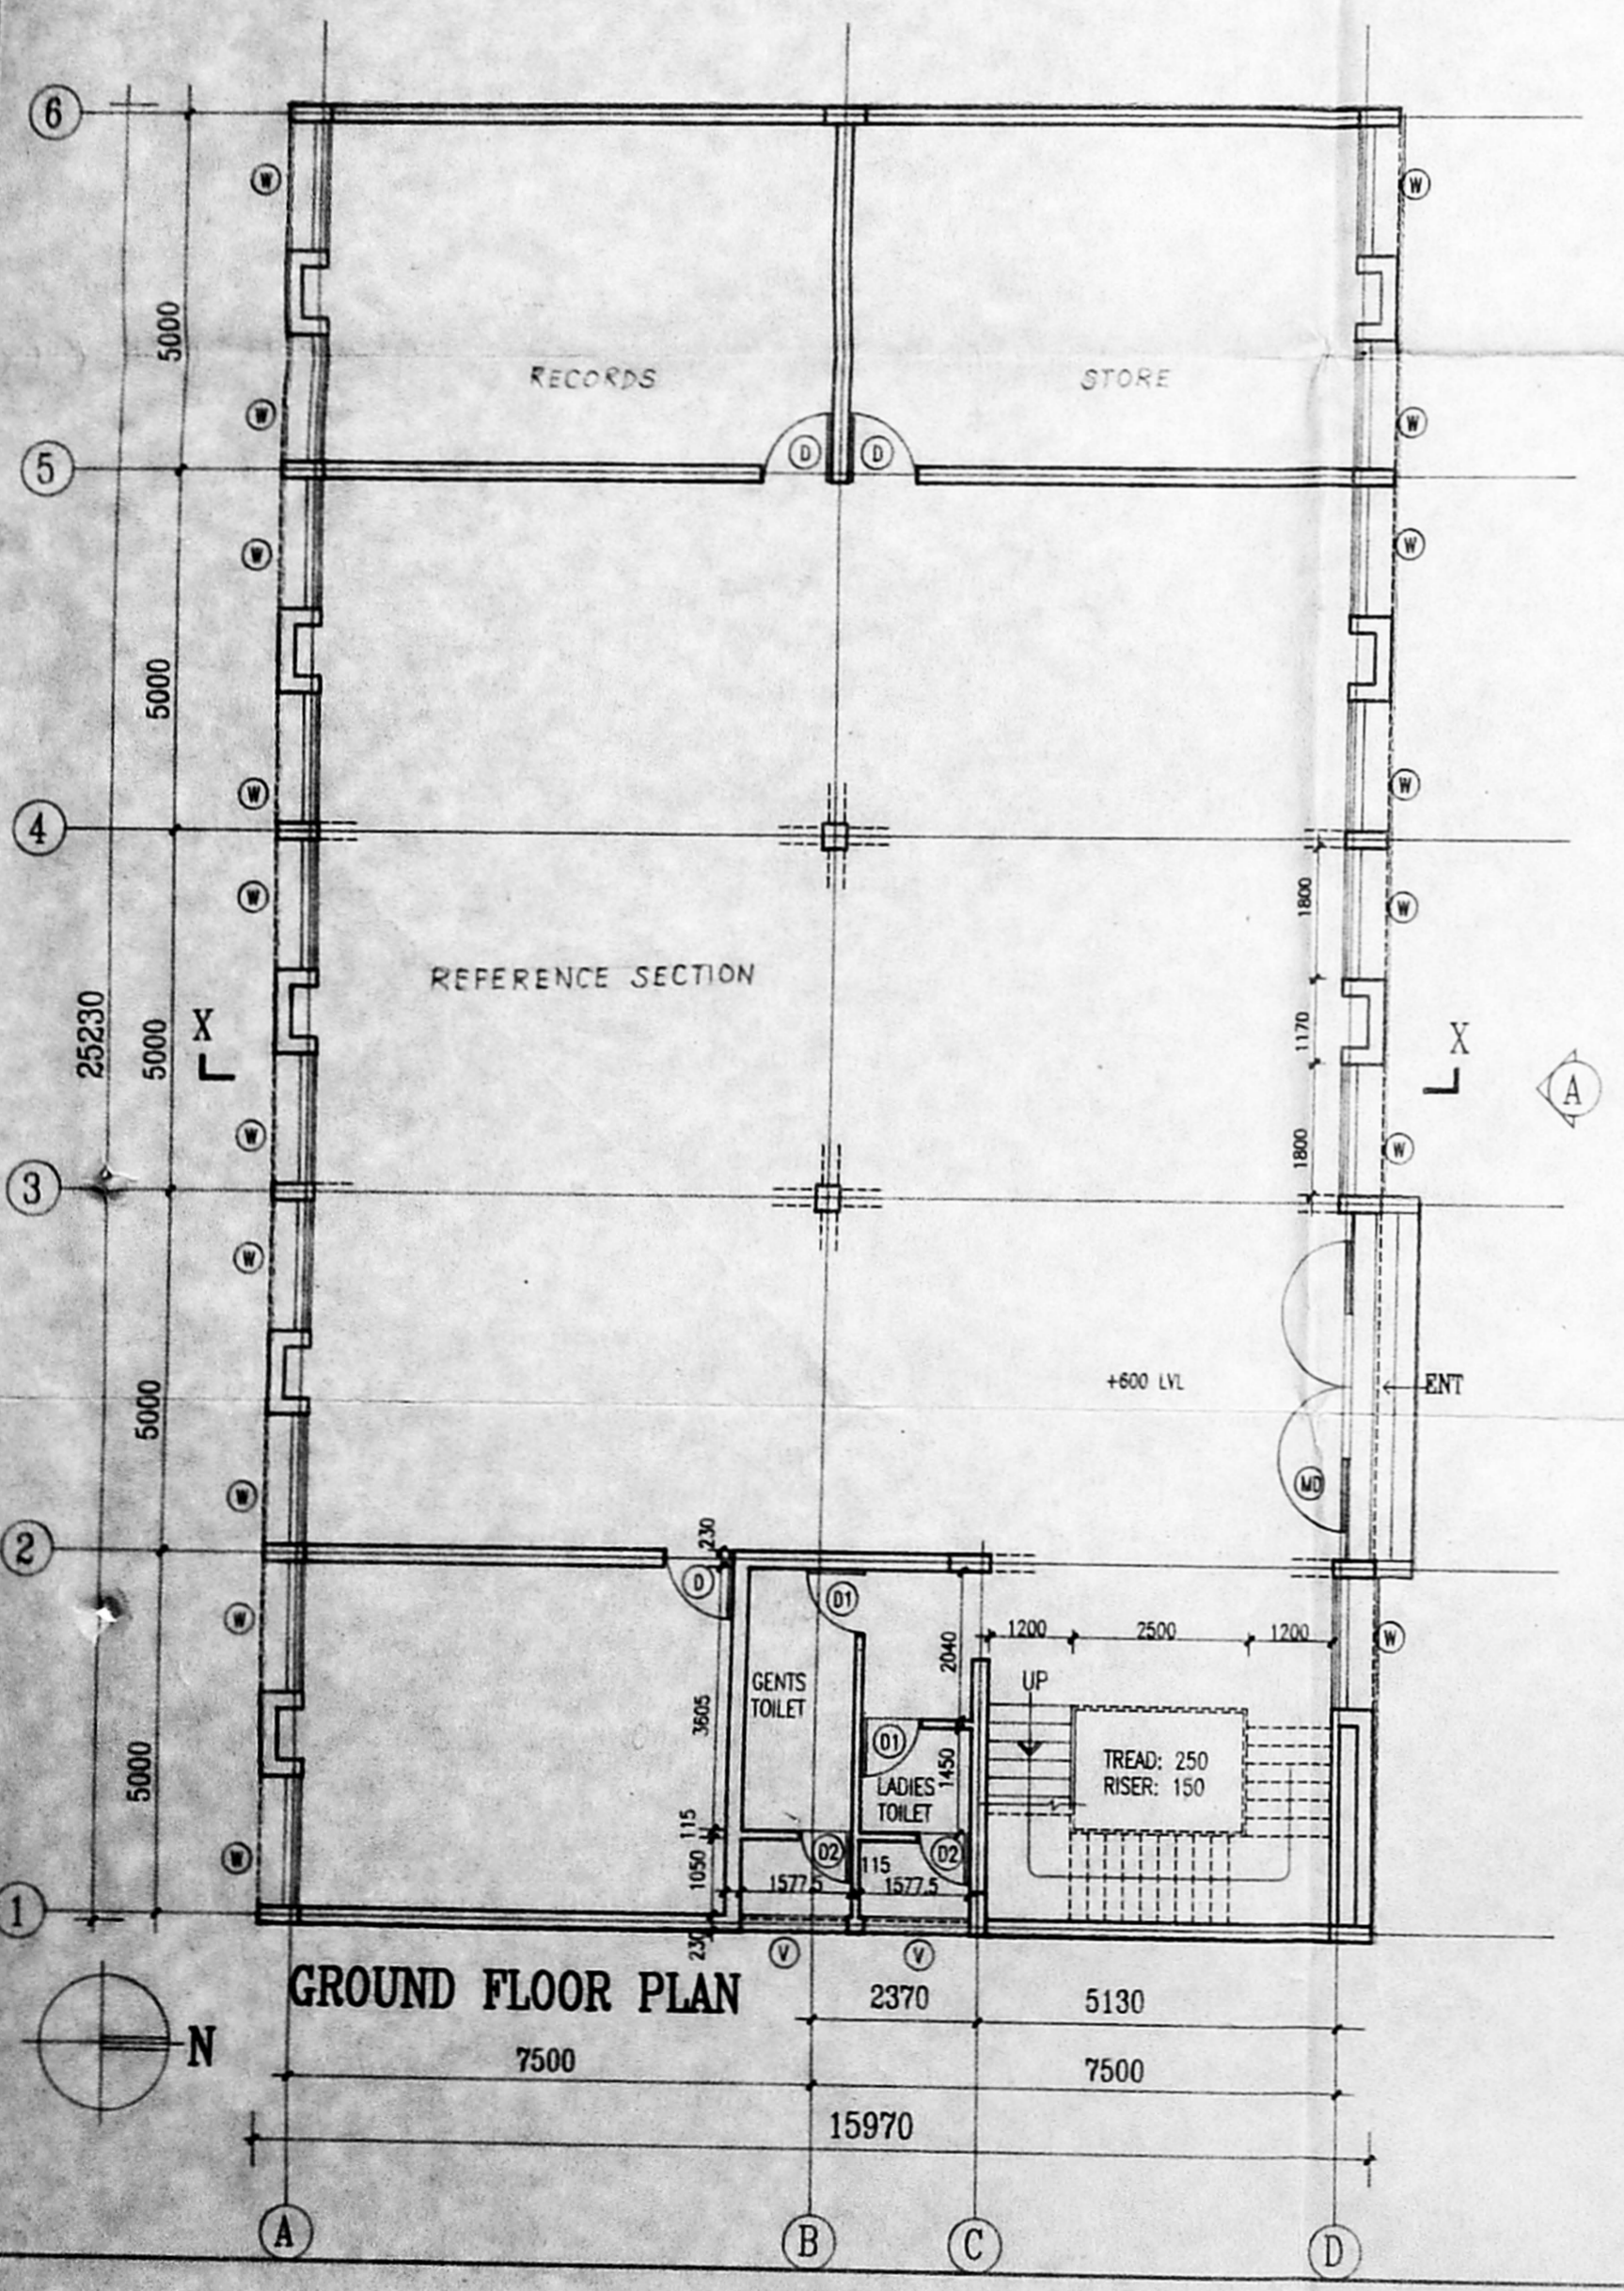 6
W
W
5000
RECORDS
STORE
W
W
5
D
D
W
W
5000
W
W
4
W
1800
W
REFERENCE SECTION
25230
5000
X
1170
X
A
W
1800
W
3
W
+600 LVL
ENT
5000
MD
W
2
230
D
D1
W
1200
2500
1200
W
2040
UP
GENTS
TOILET
3605
D1
1450
TREAD: 250
RISER: 150
LADIES
TOILET
5000
115
D2
D2
W
1050
115
1577.5
1577.5
1
230
V
V
GROUND FLOOR PLAN
2370
5130
N
7500
7500
15970
A
B
C
D